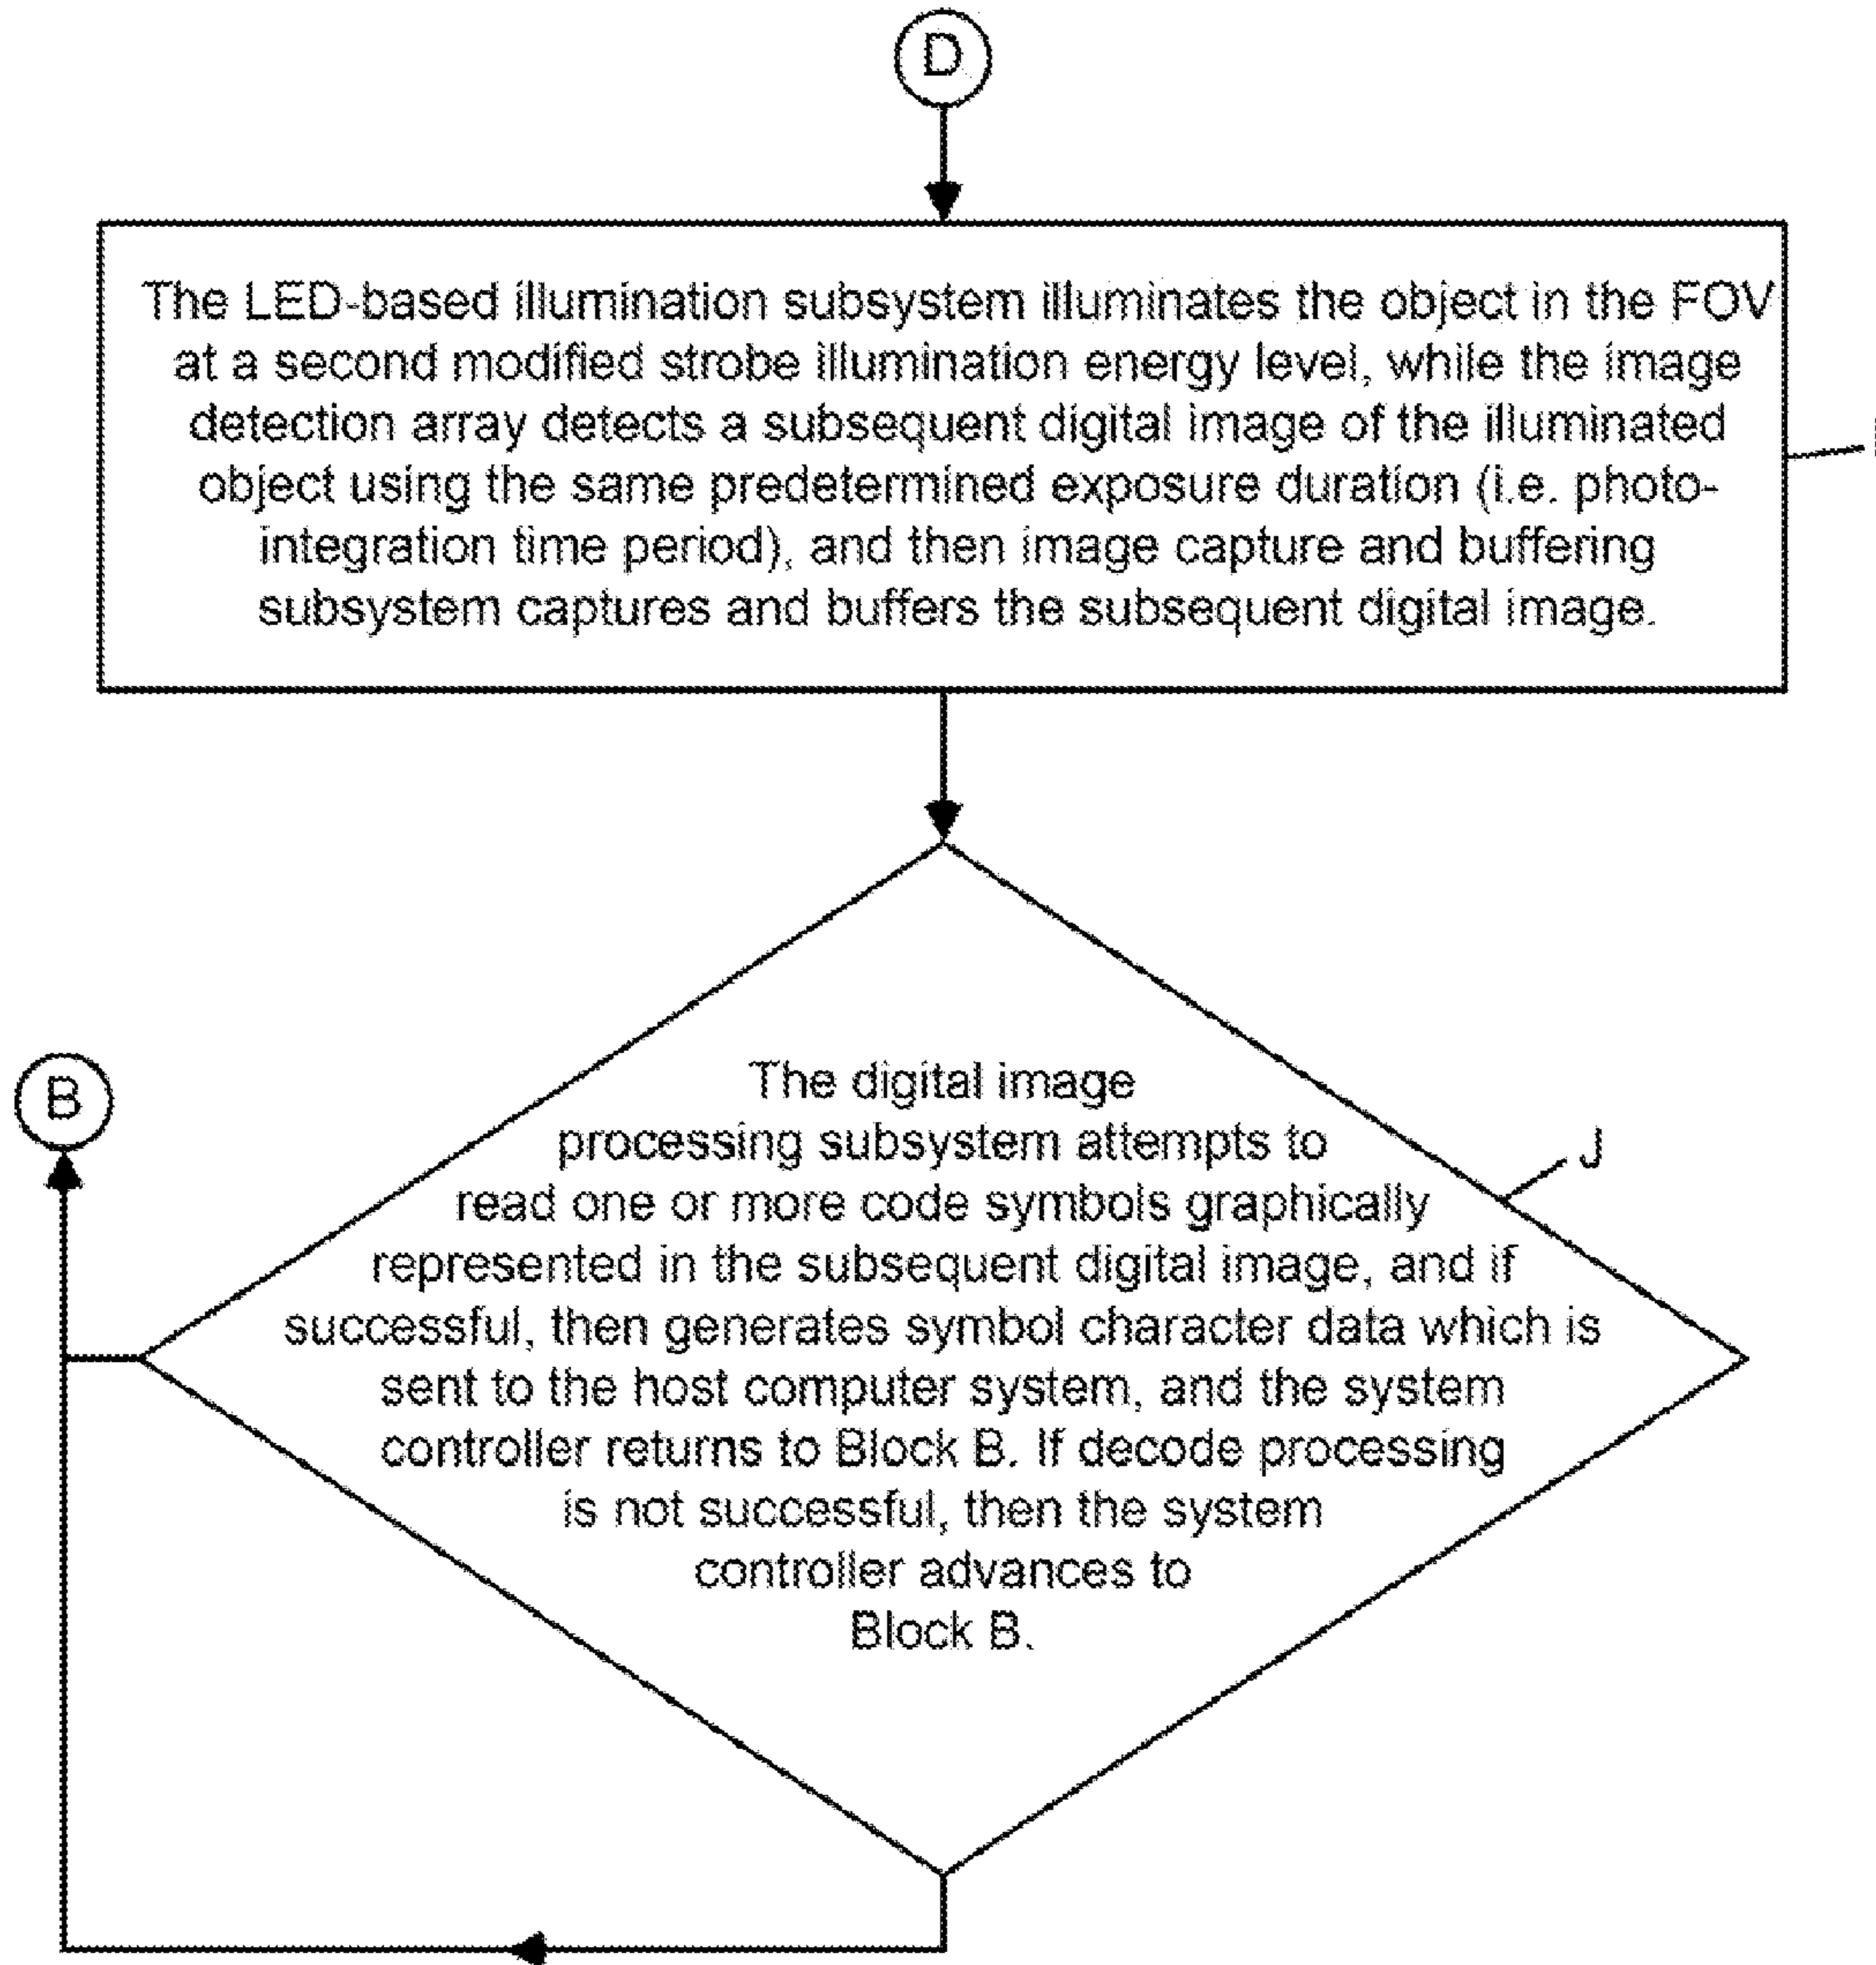 D
The LED-based illumination subsystem illuminates the object in the FOV
at a second modified strobe illumination energy level, while the image
detection array detects a subsequent digital image of the illuminated
object using the same predetermined exposure duration (i.e. photo-
integration time period), and then image capture and buffering
subsystem captures and buffers the subsequent digital image.
B
The digital image
processing subsystem attempts to
J
read one or more code symbols graphically
represented in the subsequent digital image, and if
successful, then generates symbol character data which is
sent to the host computer system, and the system
controller returns to Block B. If decode processing
is not successful, then the system
controller advances to
Block B.